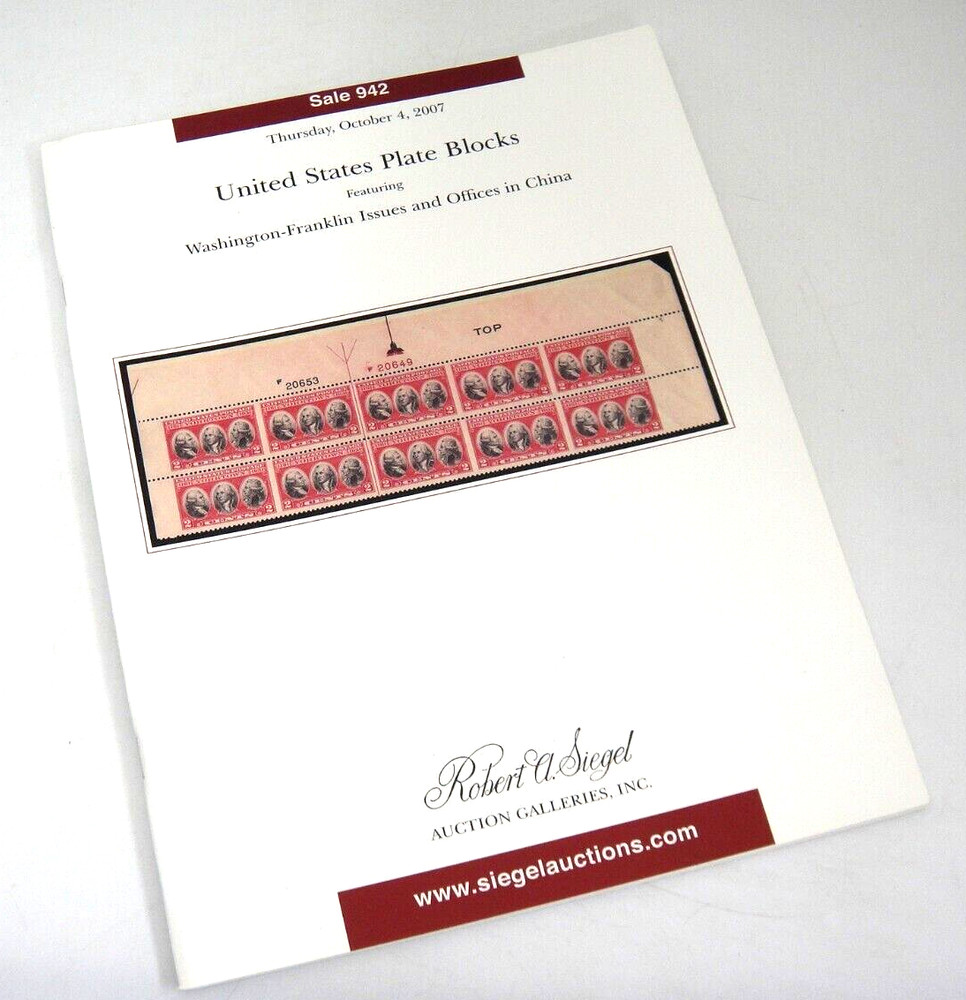 Sale 942
Thursday, October 4, 2007
United States Plate Blocks
Featuring
Washington-Franklin Issues and Offices in China
TOP
F 20653
F 20649
Robert A. Siegel
AUCTION GALLERIES, INC.
www.siegelauctions.com